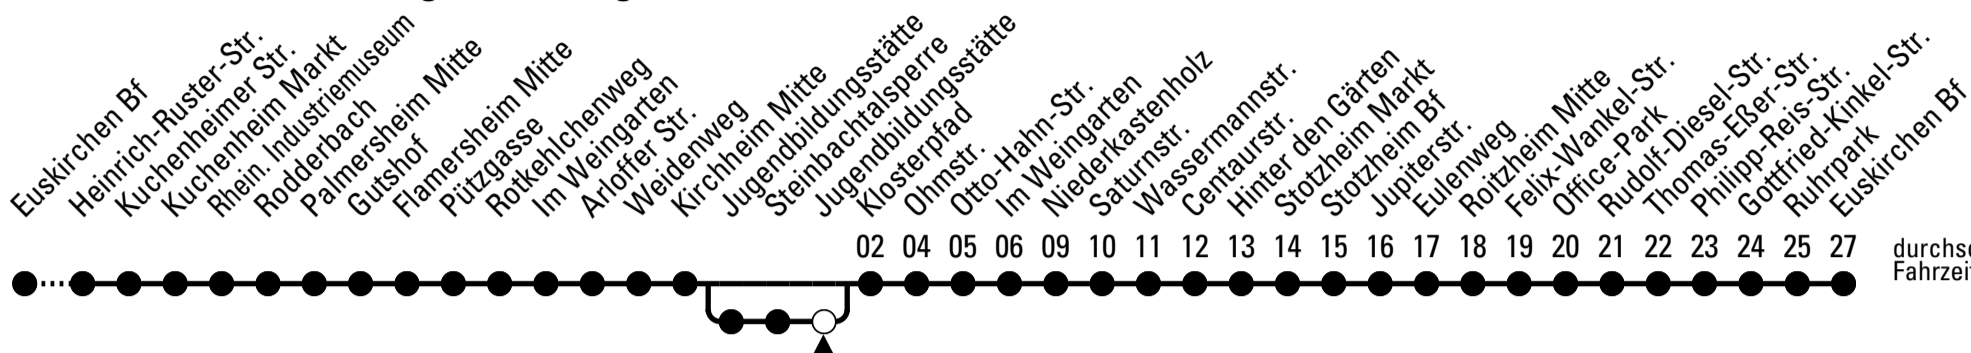 Euskirchen Bf
Heinrich-Ruster-Str.
Kuchenheimer Str.
Kuchenheim Markt
Rhein. Industriemuseum
Rodderbach
Palmersheim Mitte
Gutshof
Flamersheim Mitte
Pützgasse
Rotkehlchenweg
Im Weingarten
Arloffer Str.
Weidenweg
Kirchheim Mitte
Jugendbildungsstätte
Steinbachtalsperre
Jugendbildungsstätte
Klosterpfad
Ohmstr.
Otto-Hahn-Str.
Im Weingarten
Niederkastenholz
Saturnstr.
Wassermannstr.
Centaurstr.
Hinter den Gärten
Stotzheim Markt
Stotzheim Bf
Jupiterstr.
Eulenweg
Roitzheim Mitte
Felix-Wankel-Str.
Office-Park
Rudolf-Diesel-Str.
Thomas-Eßer-Str.
Philipp-Reis-Str.
Gottfried-Kinkel-Str.
Ruhrpark
Euskirchen Bf
02 04 05 06 09 10 11 12 13 14 15 16 17 18 19 20 21 22 23 24 25 27